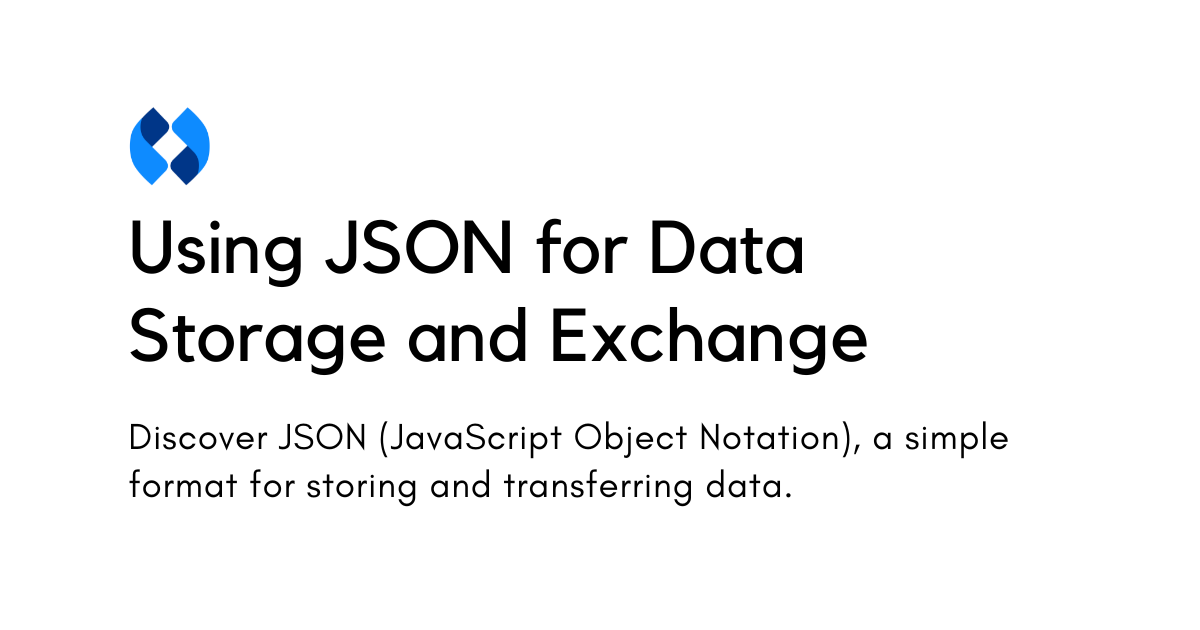 Using JSON for Data
Storage and Exchange
Discover JSON (JavaScript Object Notation), a simple
format for storing and transferring data.